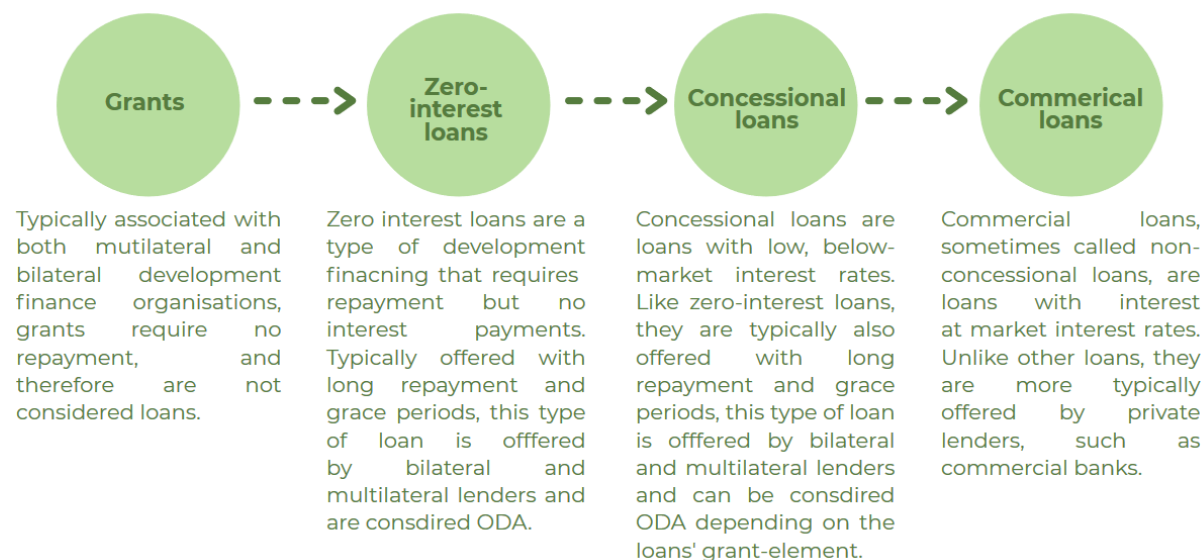 Grants
Zero-
interest
loans
Concessional
loans
Commerical
loans
Typically associated with
both mutilateral and
bilateral development
finance organisations,
grants require no
repayment, and
therefore are not
considered loans.
Zero interest loans are a
type of development
finacning that requires
repayment but no
interest payments.
Typically offered with
long repayment and
grace periods, this type
of loan is offfered
by bilateral and
multilateral lenders and
are consdired ODA.
Concessional loans are
loans with low, below-
market interest rates.
Like zero-interest loans,
they are typically also
offered with long
repayment and grace
periods, this type of loan
is offfered by bilateral
and multilateral lenders
and can be consdired
ODA depending on the
loans' grant-element.
Commercial loans,
sometimes called non-
concessional loans, are
loans with interest
at market interest rates.
Unlike other loans, they
are more typically
offered by private
lenders, such as
commercial banks.